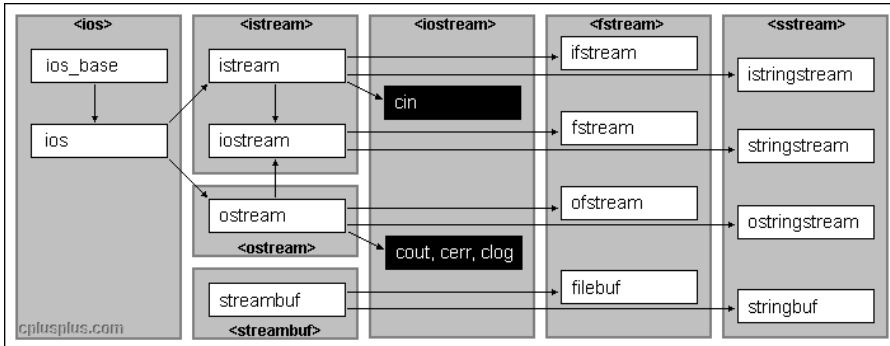 <ios>
<istream>
<iostream>
<fstream>
<sstream>
ios_base
istream
ifstream
istringstream
cin
ios
iostream
fstream
stringstream
ostream
ofstream
ostringstream
<ostream>
cout, cerr, clog
streambuf
filebuf
stringbuf
<streambuf>
cplusplus.com